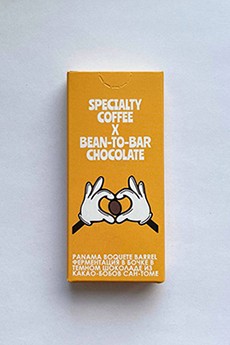 SPECIALTY
COFFEE
X
BEAN-TO-BAR
CHOCOLATE
PANAMA BOQUETE BARREL
ФЕРМЕНТАЦИЯ В БОЧКЕ В
ТЕМНОМ ШОКОЛАДЕ ИЗ
КАКАО-БОБОВ САН-ТОМЕ